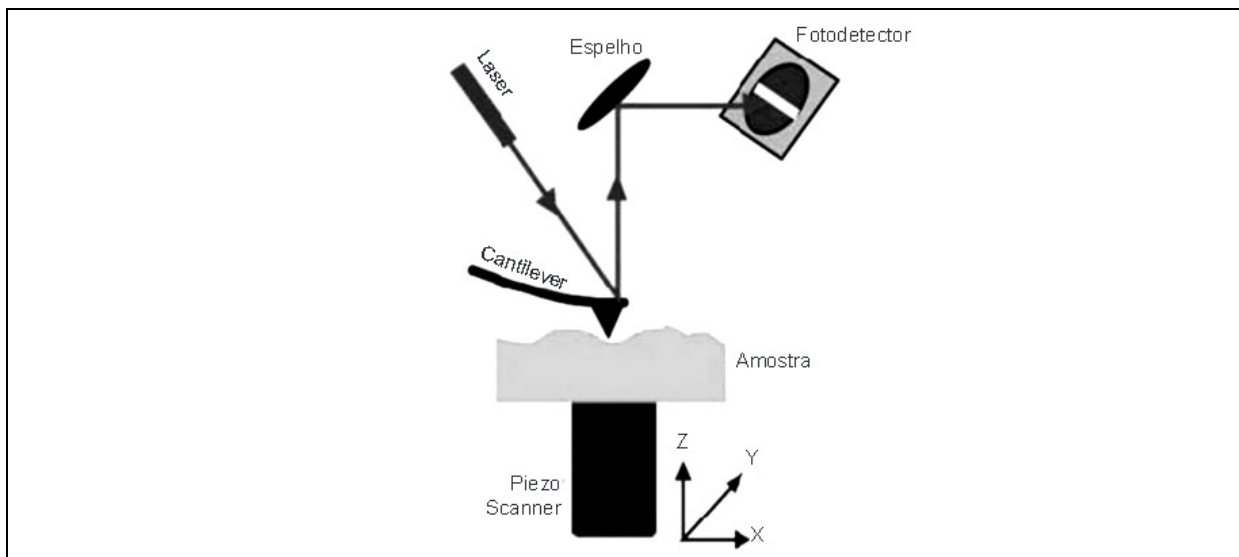 Fotodetector
Espelho
Laser
Cantilever
Amostra
Z
Y
Piezo
Scanner
X